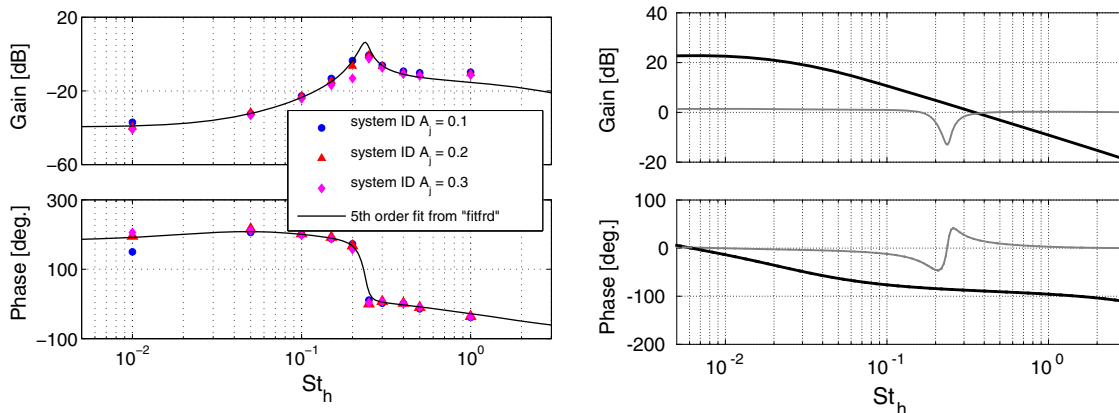 Gain [dB]
20
−20
−60
system ID A_j = 0.1
system ID A_j = 0.2
system ID A_j = 0.3
5th order fit from "fitfrd"
Phase [deg.]
300
100
−100
10^−2
10^−1
10^0
St_h
Gain [dB]
40
20
0
−20
Phase [deg.]
100
0
−100
−200
10^−2
10^−1
10^0
St_h